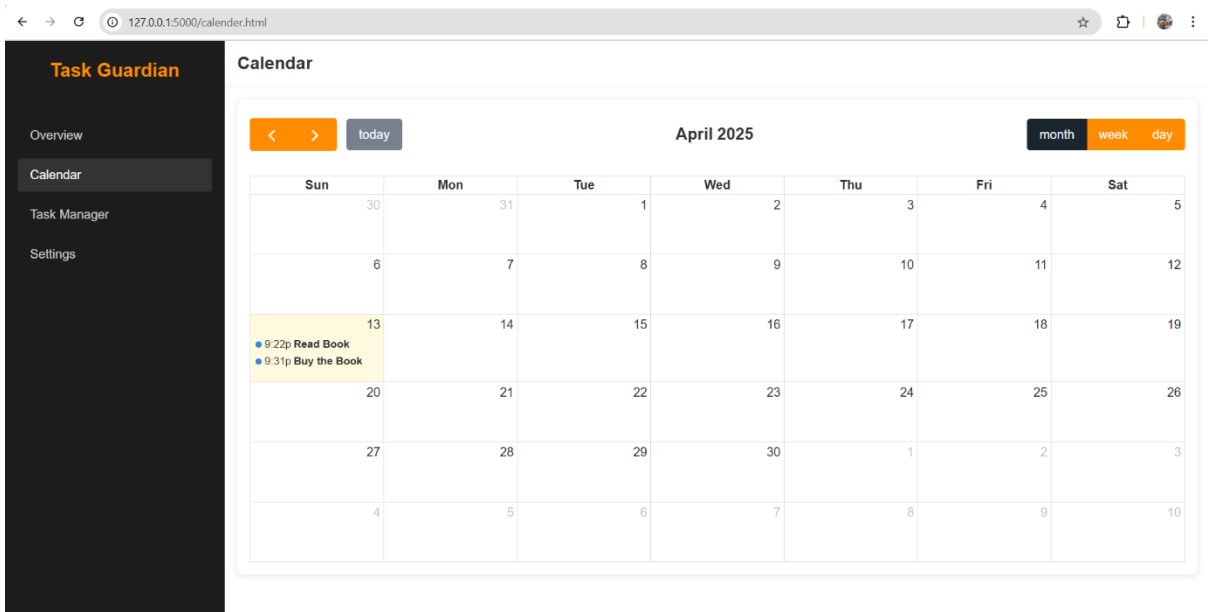 127.0.0.1:5000/calender.html
Task Guardian
Overview
Calendar
Task Manager
Settings
Calendar
today
April 2025
month week day
Sun Mon Tue Wed Thu Fri Sat
30 31 1 2 3 4 5
6 7 8 9 10 11 12
13 14 15 16 17 18 19
9:22p Read Book
9:31p Buy the Book
20 21 22 23 24 25 26
27 28 29 30 1 2 3
4 5 6 7 8 9 10